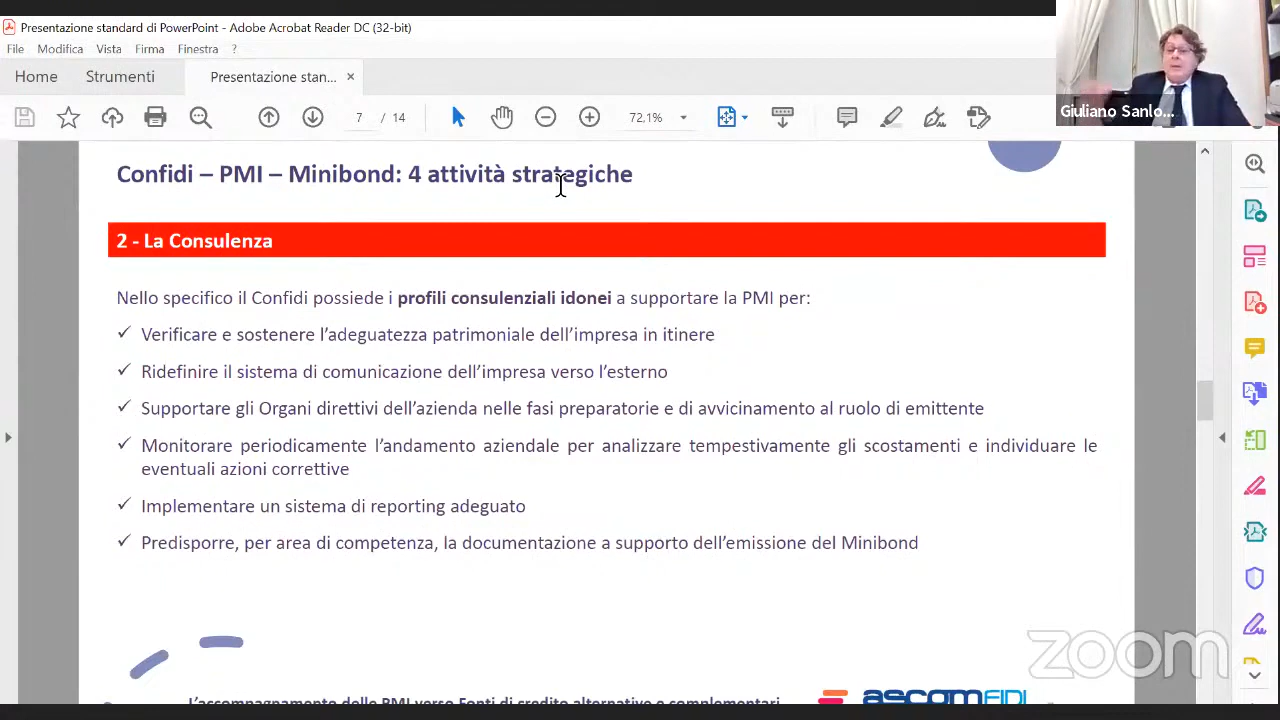 Presentazione standard di PowerPoint - Adobe Acrobat Reader DC (32-bit)
File Modifica Vista Firma Finestra ?
Home Strumenti Presentazione stan... ×
7 / 14 72,1%
Giuliano Sanlo...
Confidi – PMI – Minibond: 4 attività strategiche
2 - La Consulenza
Nello specifico il Confidi possiede i profili consulenziali idonei a supportare la PMI per:
✓ Verificare e sostenere l’adeguatezza patrimoniale dell’impresa in itinere
✓ Ridefinire il sistema di comunicazione dell’impresa verso l’esterno
✓ Supportare gli Organi direttivi dell’azienda nelle fasi preparatorie e di avvicinamento al ruolo di emittente
✓ Monitorare periodicamente l’andamento aziendale per analizzare tempestivamente gli scostamenti e individuare le
eventuali azioni correttive
✓ Implementare un sistema di reporting adeguato
✓ Predisporre, per area di competenza, la documentazione a supporto dell’emissione del Minibond
zoom
L’accompagnamento delle PMI verso Fonti di credito alternative e complementari
ascomFIDI